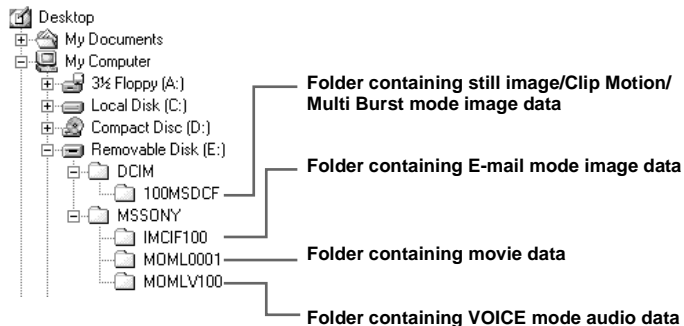 Desktop
My Documents
My Computer
3½ Floppy (A:)
Local Disk (C:)
Compact Disc (D:)
Removable Disk (E:)
DCIM
100MSDCF
MSSONY
IMCIF100
MOML0001
MOMLV100
Folder containing still image/Clip Motion/
Multi Burst mode image data
Folder containing E-mail mode image data
Folder containing movie data
Folder containing VOICE mode audio data